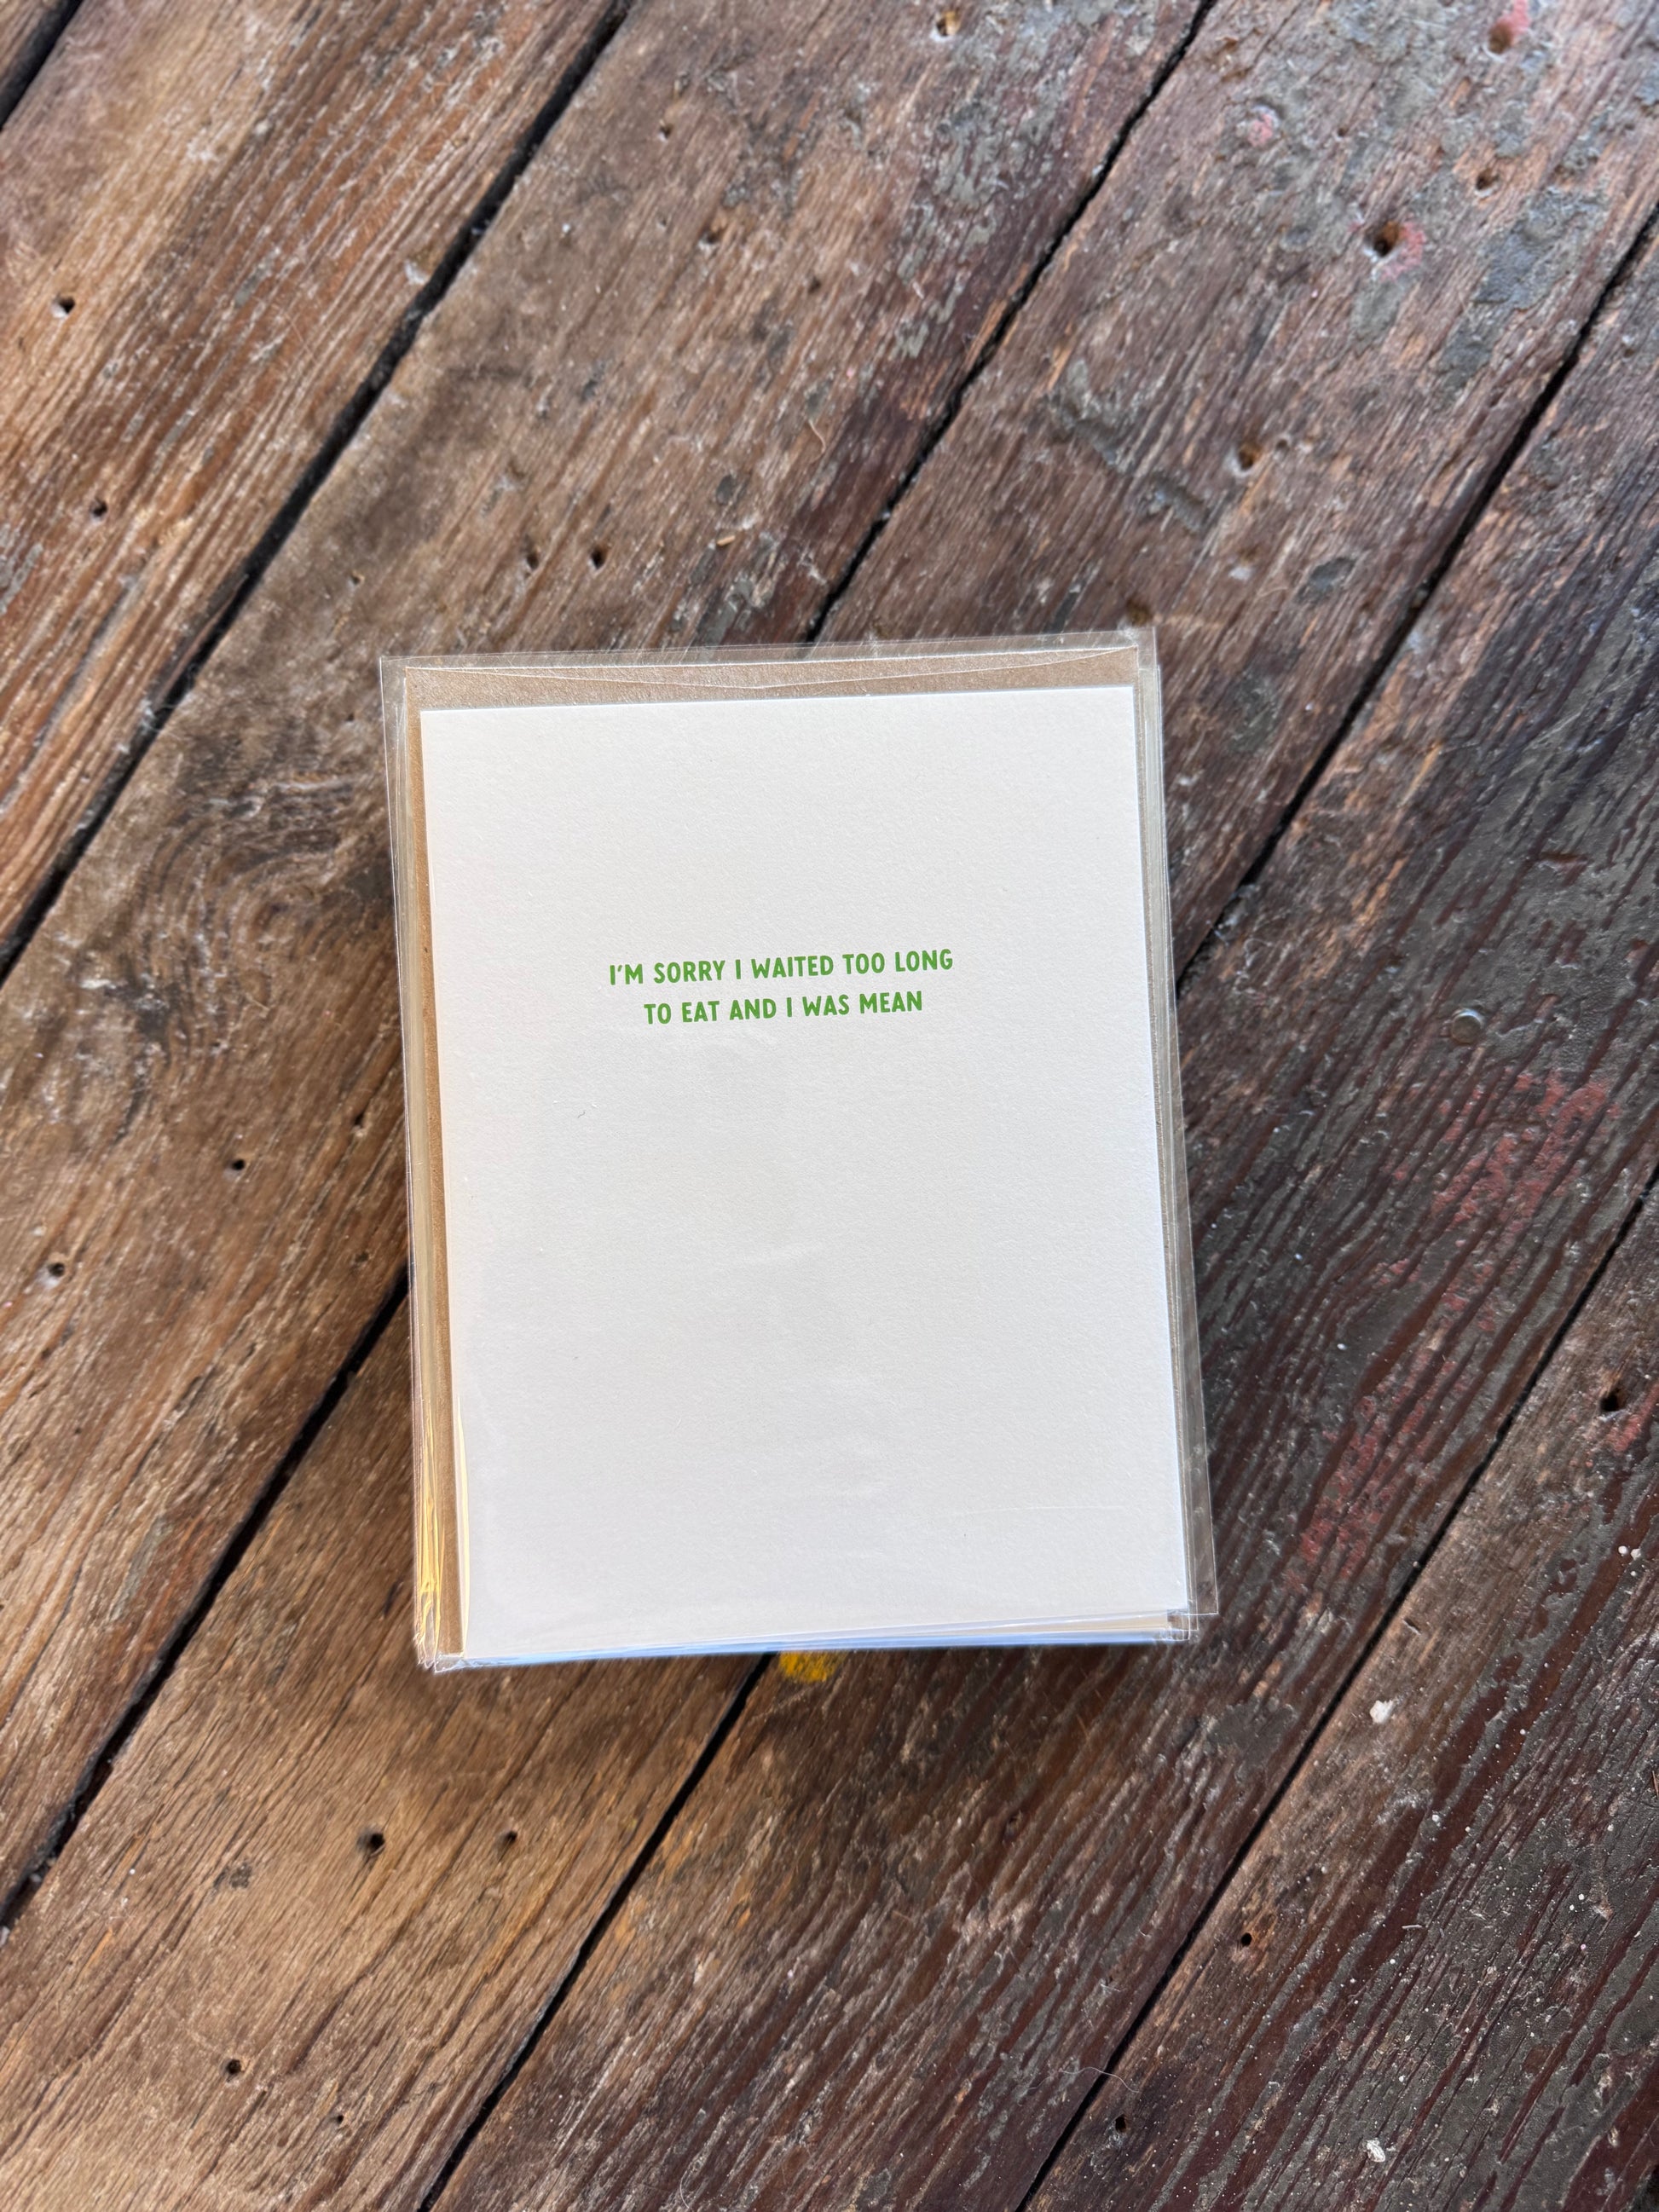 I'M SORRY I WAITED TOO LONG
TO EAT AND I WAS MEAN